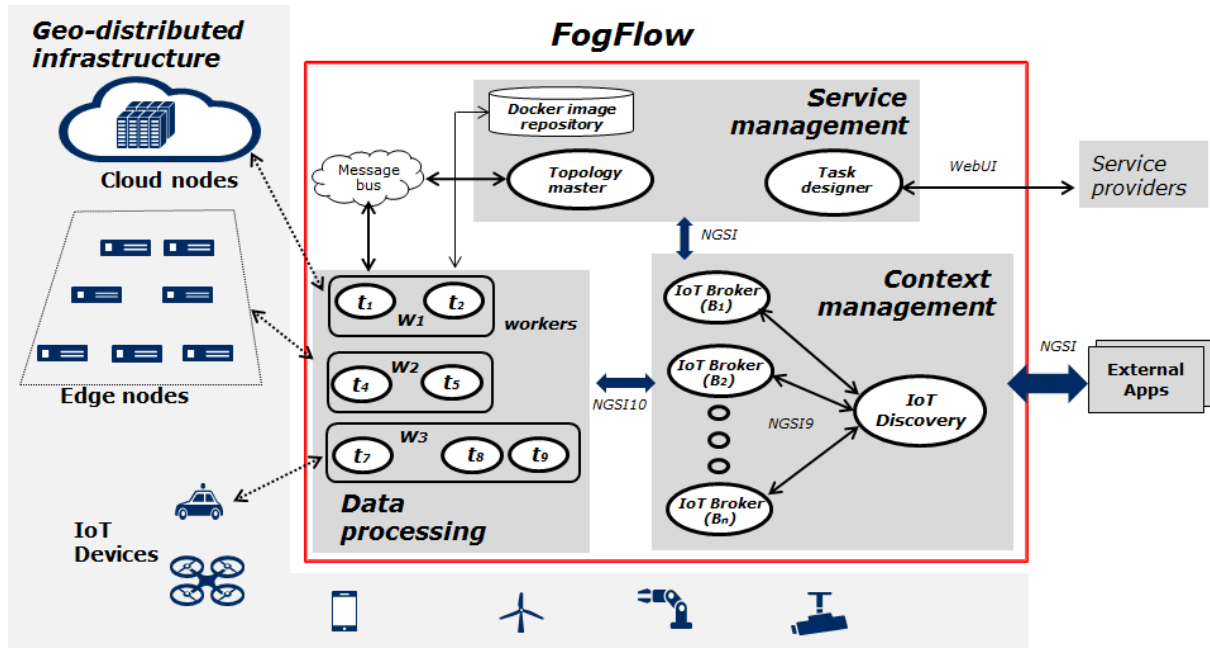 Geo-distributed
infrastructure
FogFlow
Docker image
repository
Service
management
Cloud nodes
Message
bus
Topology
master
Task
designer
WebUI
Service
providers
NGSI
t1
t2
W1
workers
IoT Broker
(B1)
Context
management
W2
t4
t5
NGSI10
IoT Broker
(B2)
NGSI9
IoT
Discovery
NGSI
External
Apps
Edge nodes
W3
t7
t8
t9
IoT Broker
(Bn)
Data
processing
IoT
Devices